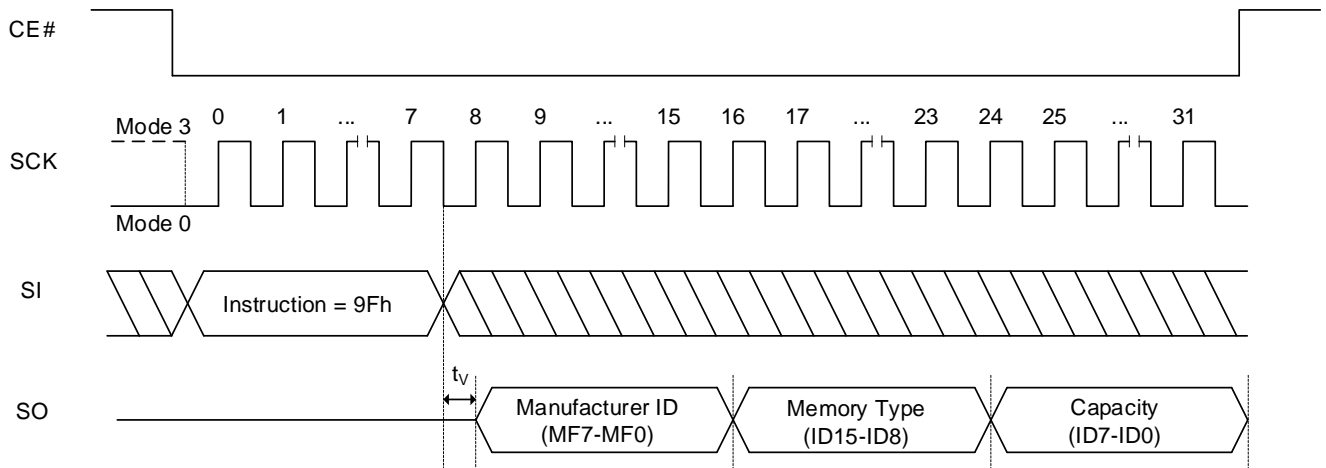 CE#
0 1 ... 7 8 9 ... 15 16 17 ... 23 24 25 ... 31
Mode 3
SCK
Mode 0
SI
Instruction = 9Fh
tV
SO
Manufacturer ID
(MF7-MF0)
Memory Type
(ID15-ID8)
Capacity
(ID7-ID0)